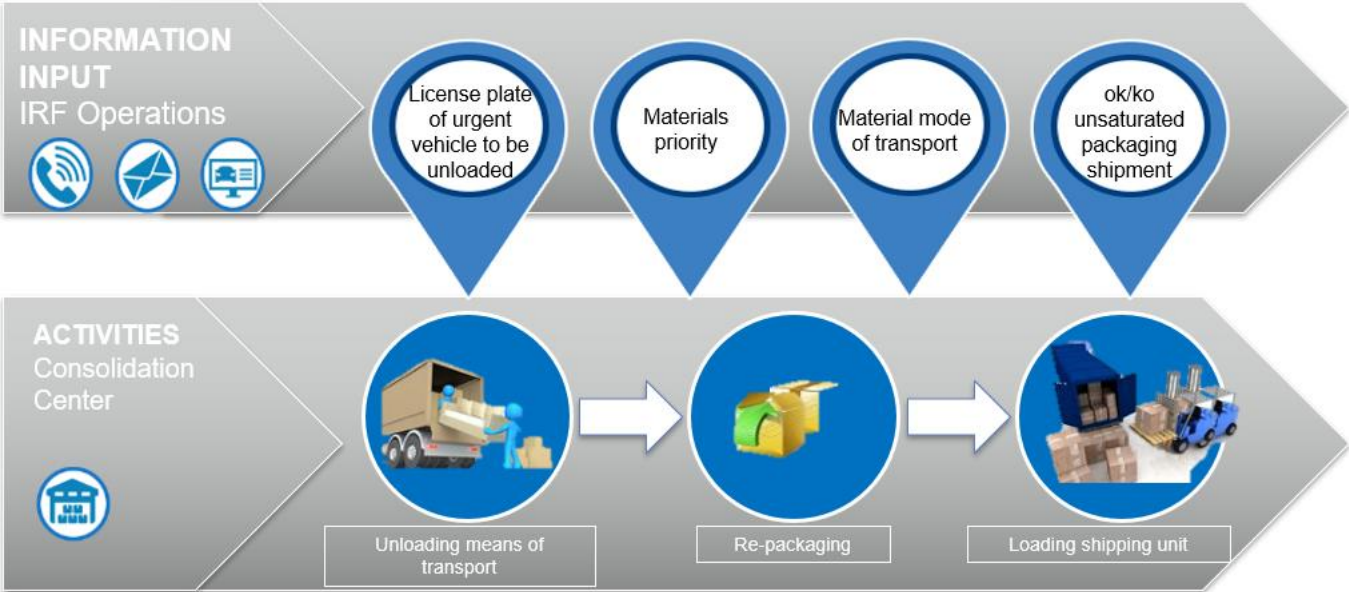 INFORMATION
INPUT
IRF Operations
License plate
of urgent
vehicle to be
unloaded
Materials
priority
Material mode
of transport
ok/ko
unsaturated
packaging
shipment
ACTIVITIES
Consolidation
Center
Unloading means of
transport
Re-packaging
Loading shipping unit